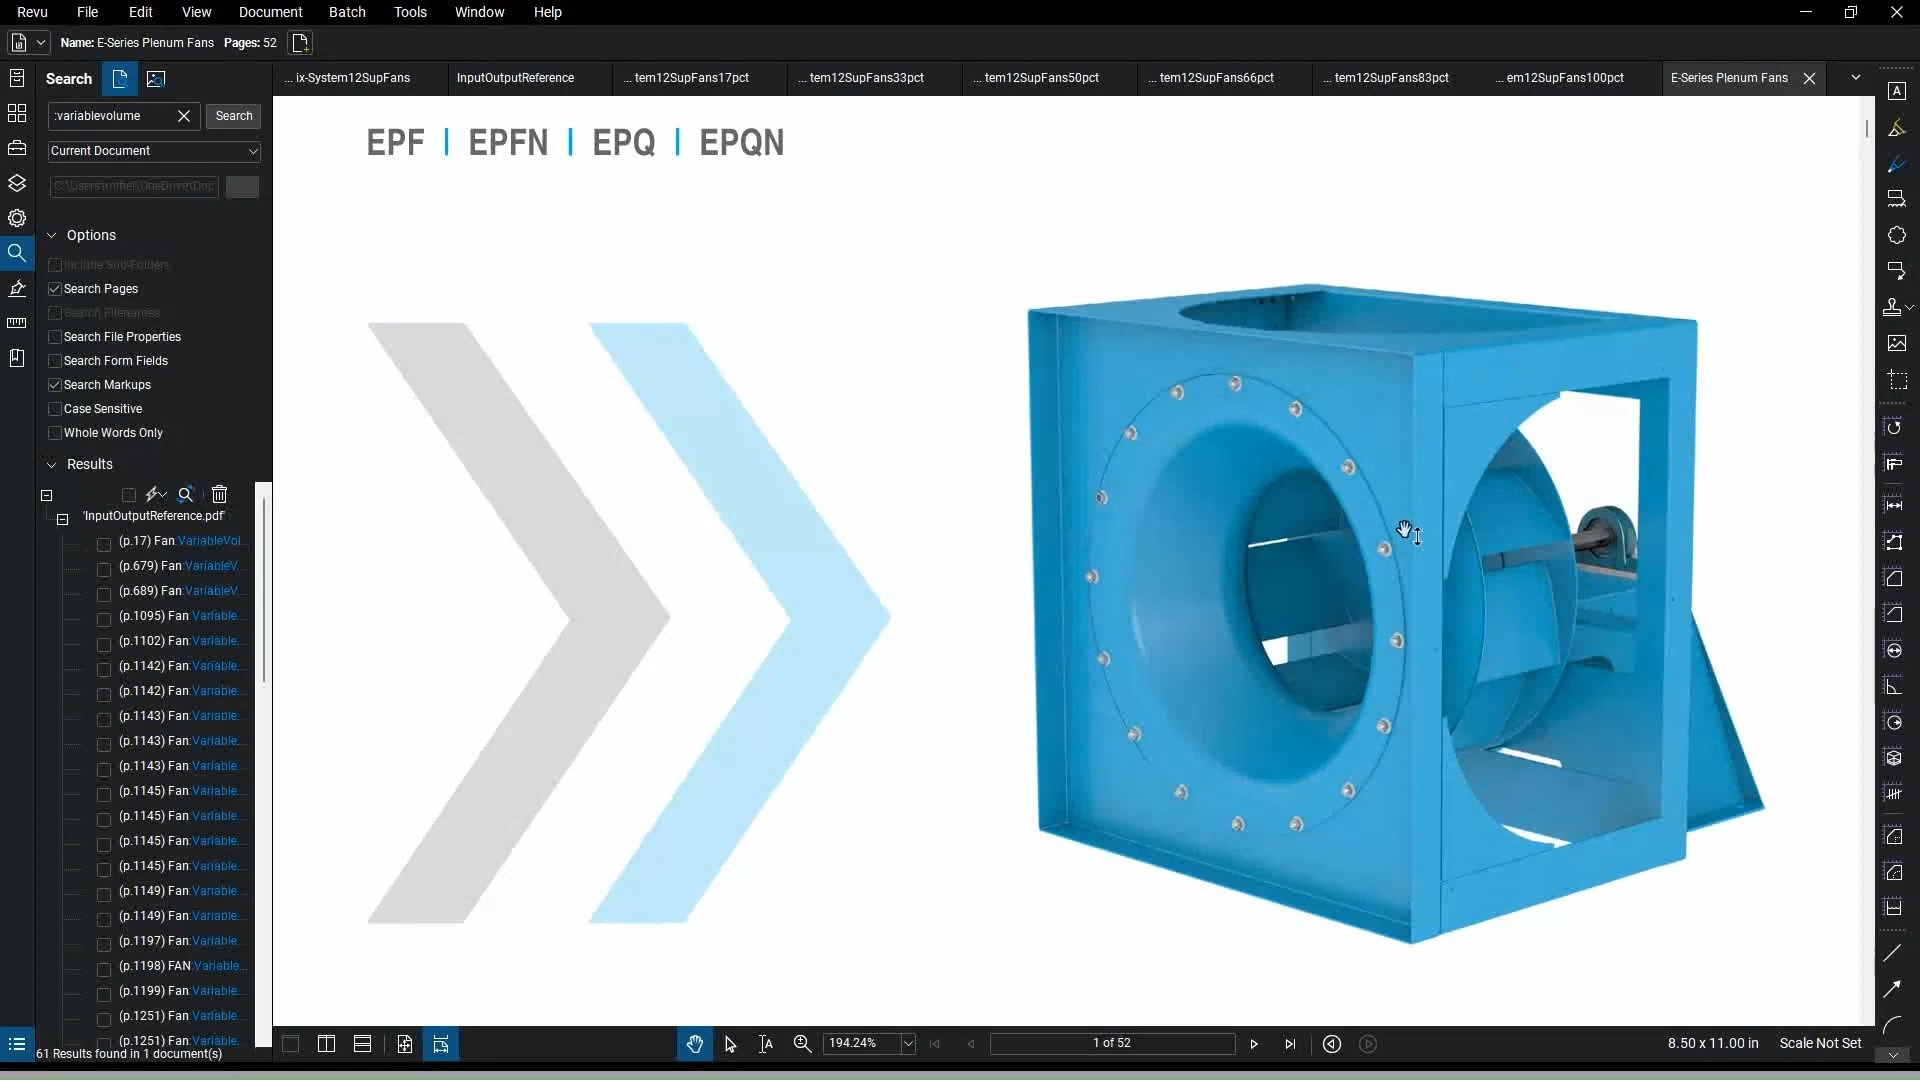 Revu File Edit View Document Batch Tools Window Help
Name: E-Series Plenum Fans Pages: 52
Search
... ix-System12SupFans InputOutputReference ... tem12SupFans17pct ... tem12SupFans33pct ... tem12SupFans50pct ... tem12SupFans66pct ... tem12SupFans83pct ... em12SupFans100pct E-Series Plenum Fans
:variablevolume Search
Current Document
EPF | EPFN | EPQ | EPQN
Options
Include Sub-Folders
Search Pages
Search Filenames
Search File Properties
Search Form Fields
Search Markups
Case Sensitive
Whole Words Only
Results
'InputOutputReference.pdf'
(p.17) Fan:VariableVol...
(p.679) Fan:VariableV...
(p.689) Fan:VariableV...
(p.1095) Fan:Variable...
(p.1102) Fan:Variable...
(p.1142) Fan:Variable...
(p.1142) Fan:Variable...
(p.1143) Fan:Variable...
(p.1143) Fan:Variable...
(p.1143) Fan:Variable...
(p.1145) Fan:Variable...
(p.1145) Fan:Variable...
(p.1145) Fan:Variable...
(p.1145) Fan:Variable...
(p.1149) Fan:Variable...
(p.1149) Fan:Variable...
(p.1197) Fan:Variable...
(p.1198) FAN:Variable...
(p.1199) Fan:Variable...
(p.1251) Fan:Variable...
(p.1251) Fan:Variable...
61 Results found in 1 document(s)
194.24% 1 of 52 8.50 x 11.00 in Scale Not Set